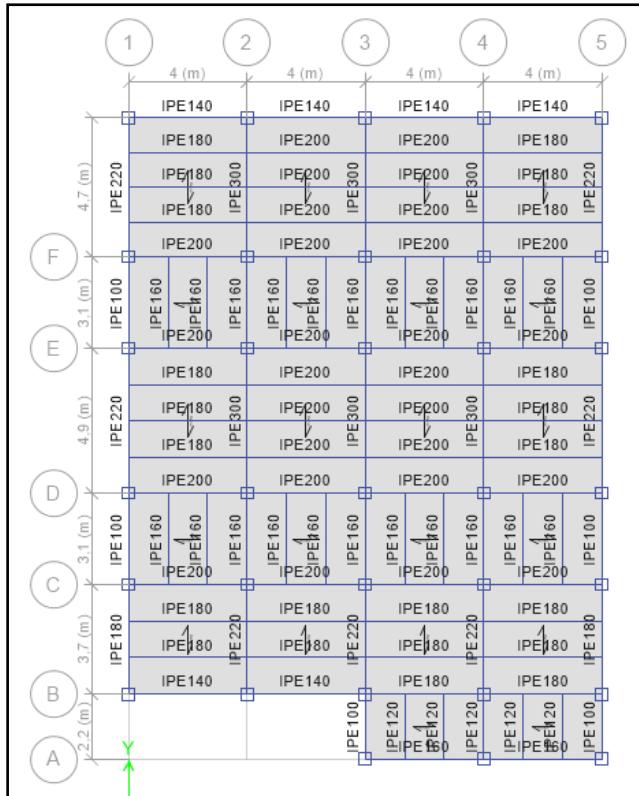 1 2 3 4 5
4 (m) 4 (m) 4 (m) 4 (m)
IPE140 IPE140 IPE140 IPE140
IPE180 IPE200 IPE200 IPE180
IPE180 IPE200 IPE200 IPE180
4,7 (m) IPE220 IPE300 IPE300 IPE300 IPE220
IPE180 IPE200 IPE200 IPE180
IPE200 IPE200 IPE200 IPE200
F
3,1 (m) IPE100 IPE160 IPE160 IPE160 IPE160 IPE160 IPE160 IPE160 IPE160 IPE160 IPE160 IPE160 IPE100
IPE200 IPE200 IPE200 IPE200
E
IPE180 IPE200 IPE200 IPE180
IPE180 IPE200 IPE200 IPE180
4,9 (m) IPE220 IPE300 IPE300 IPE300 IPE220
IPE180 IPE200 IPE200 IPE180
IPE200 IPE200 IPE200 IPE200
D
3,1 (m) IPE100 IPE160 IPE160 IPE160 IPE160 IPE160 IPE160 IPE160 IPE160 IPE160 IPE160 IPE160 IPE100
IPE200 IPE200 IPE200 IPE200
C
IPE180 IPE180 IPE180 IPE180
3,7 (m) IPE180 IPE220 IPE220 IPE220 IPE180
IPE180 IPE180 IPE180 IPE180
IPE140 IPE140 IPE180 IPE180
B
2,2 (m) IPE100 IPE120 IPE120 IPE120 IPE120 IPE120 IPE100
IPE160 IPE160
Y
A